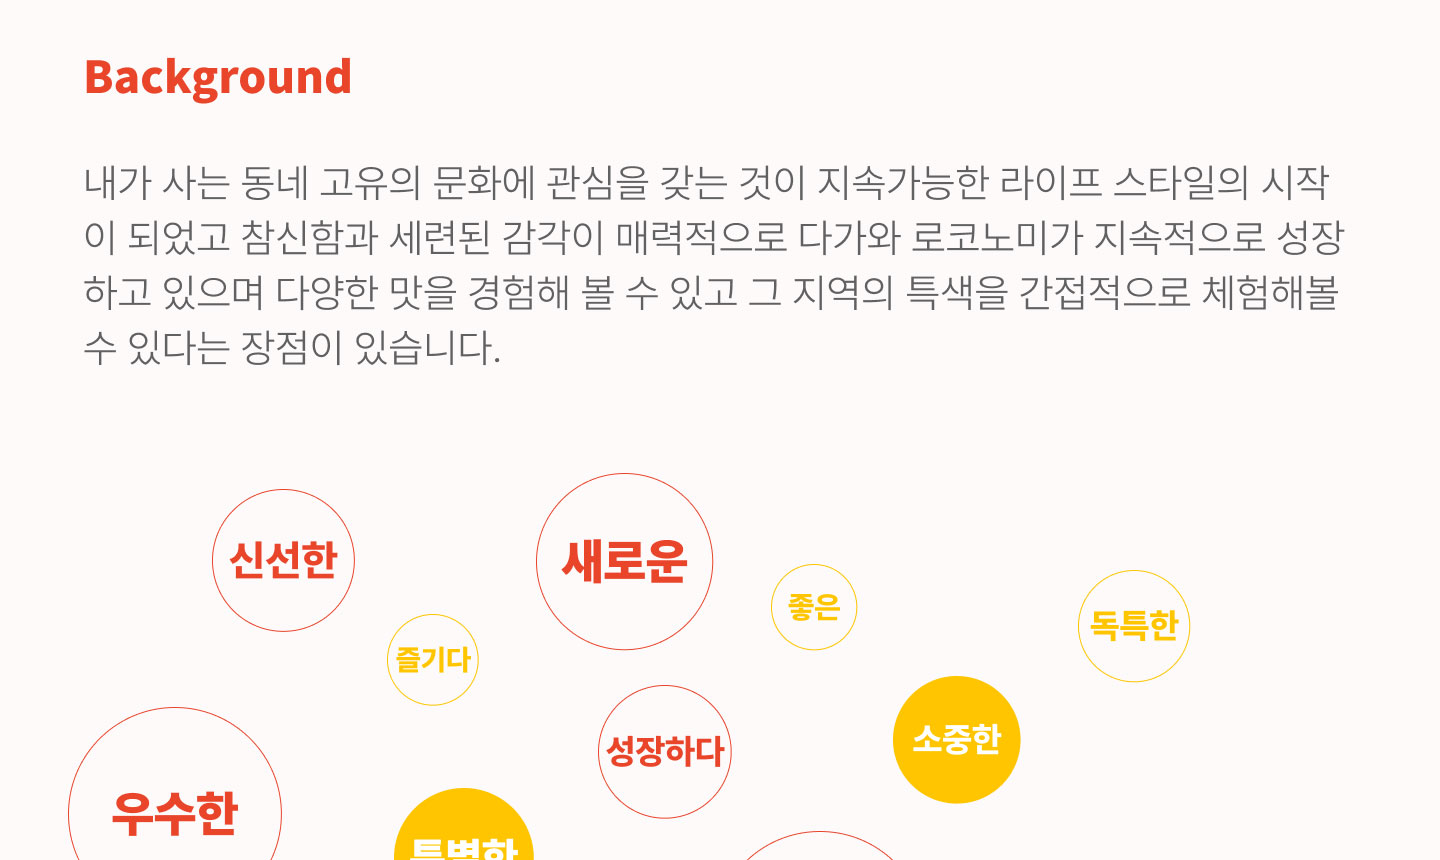 Background
내가 사는 동네 고유의 문화에 관심을 갖는 것이 지속가능한 라이프 스타일의 시작
이 되었고 참신함과 세련된 감각이 매력적으로 다가와 로코노미가 지속적으로 성장
하고 있으며 다양한 맛을 경험해 볼 수 있고 그 지역의 특색을 간접적으로 체험해볼
수 있다는 장점이 있습니다.
신선한
새로운
좋은
독특한
즐기다
성장하다
소중한
우수한
특별한